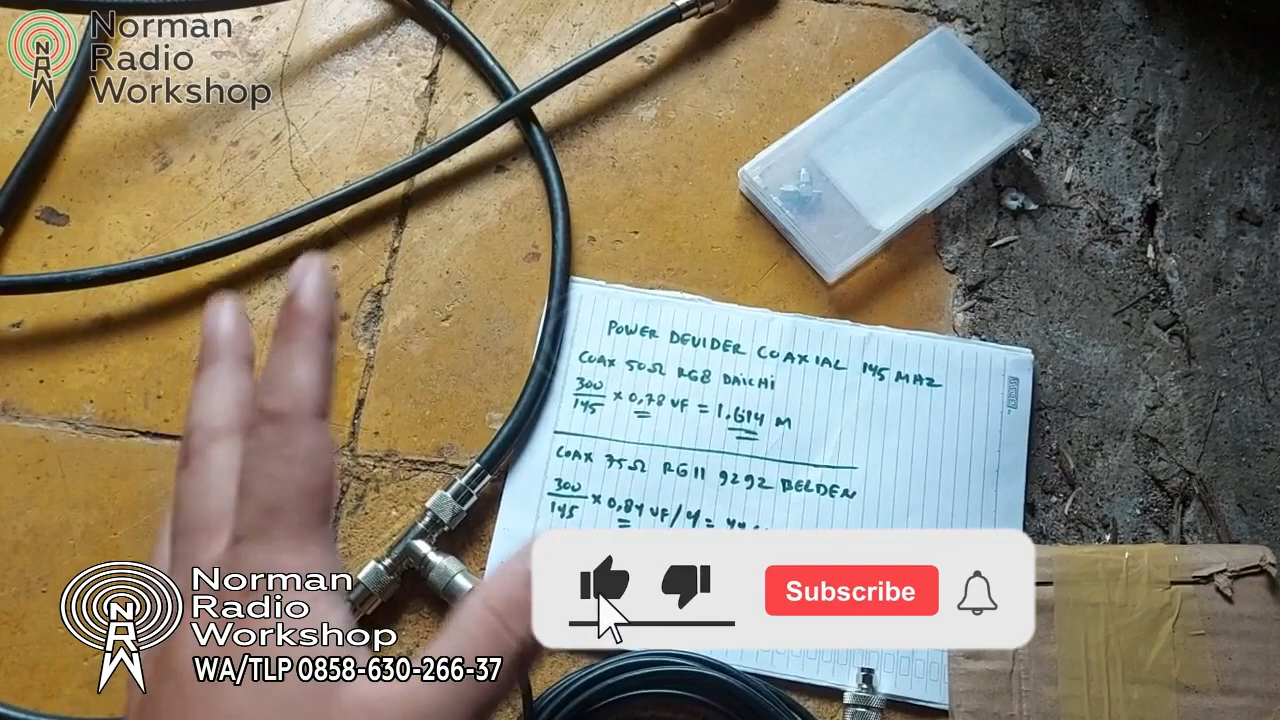 Norman
Radio
Workshop
POWER DEVIDER COAXIAL 145 MHZ
COAX 50Ω RG8 DAICHI
300/145 × 0,78 VF = 1,614 M
COAX 75Ω RG11 9292 BELDEN
300/145 × 0,84 VF/4 =
Subscribe
Norman
Radio
Workshop
WA/TLP 0858-630-266-37